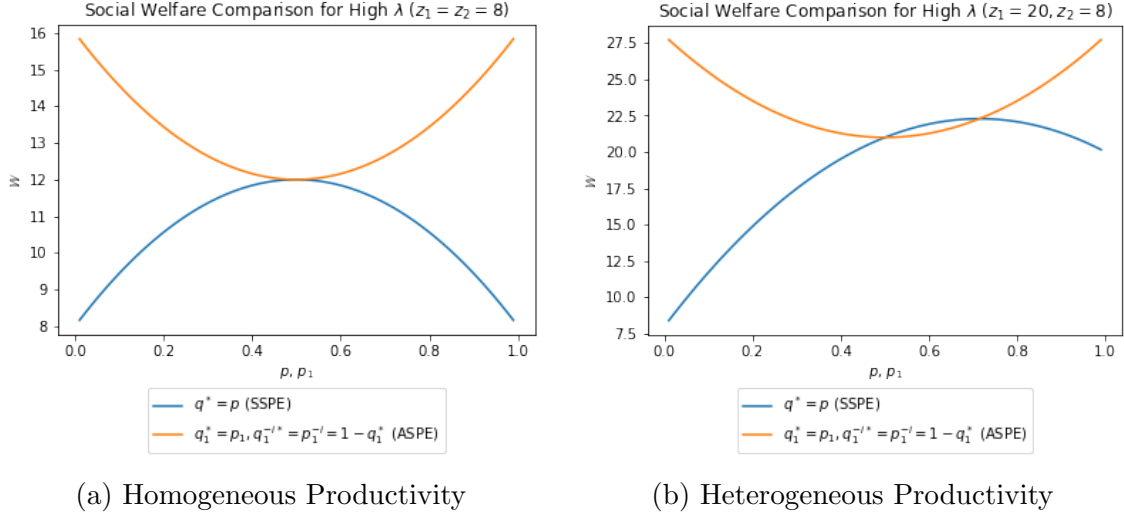 Social Welfare Comparison for High λ (z₁ = z₂ = 8)
16
15
14
13
12
11
10
9
8
W
0.0 0.2 0.4 0.6 0.8 1.0
p, p₁
q* = p (SSPE)
q₁* = p₁, q₁⁻ⁱ* = p₁⁻ⁱ = 1 − q₁* (ASPE)
(a) Homogeneous Productivity
Social Welfare Comparison for High λ (z₁ = 20, z₂ = 8)
27.5
25.0
22.5
20.0
17.5
15.0
12.5
10.0
7.5
W
0.0 0.2 0.4 0.6 0.8 1.0
p, p₁
q* = p (SSPE)
q₁* = p₁, q₁⁻ⁱ* = p₁⁻ⁱ = 1 − q₁* (ASPE)
(b) Heterogeneous Productivity